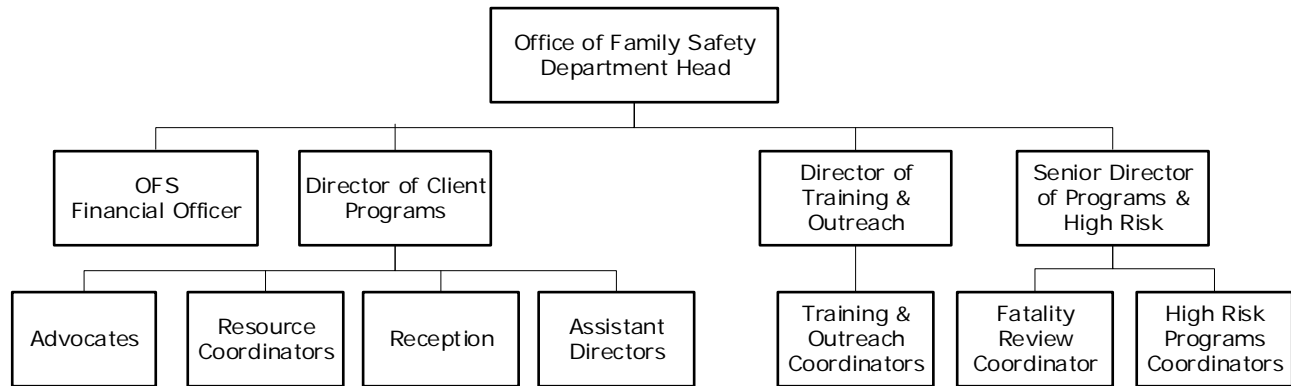 Office of Family Safety
Department Head
OFS
Financial Officer
Director of Client
Programs
Director of
Training &
Outreach
Senior Director
of Programs &
High Risk
Advocates
Resource
Coordinators
Reception
Assistant
Directors
Training &
Outreach
Coordinators
Fatality
Review
Coordinator
High Risk
Programs
Coordinators